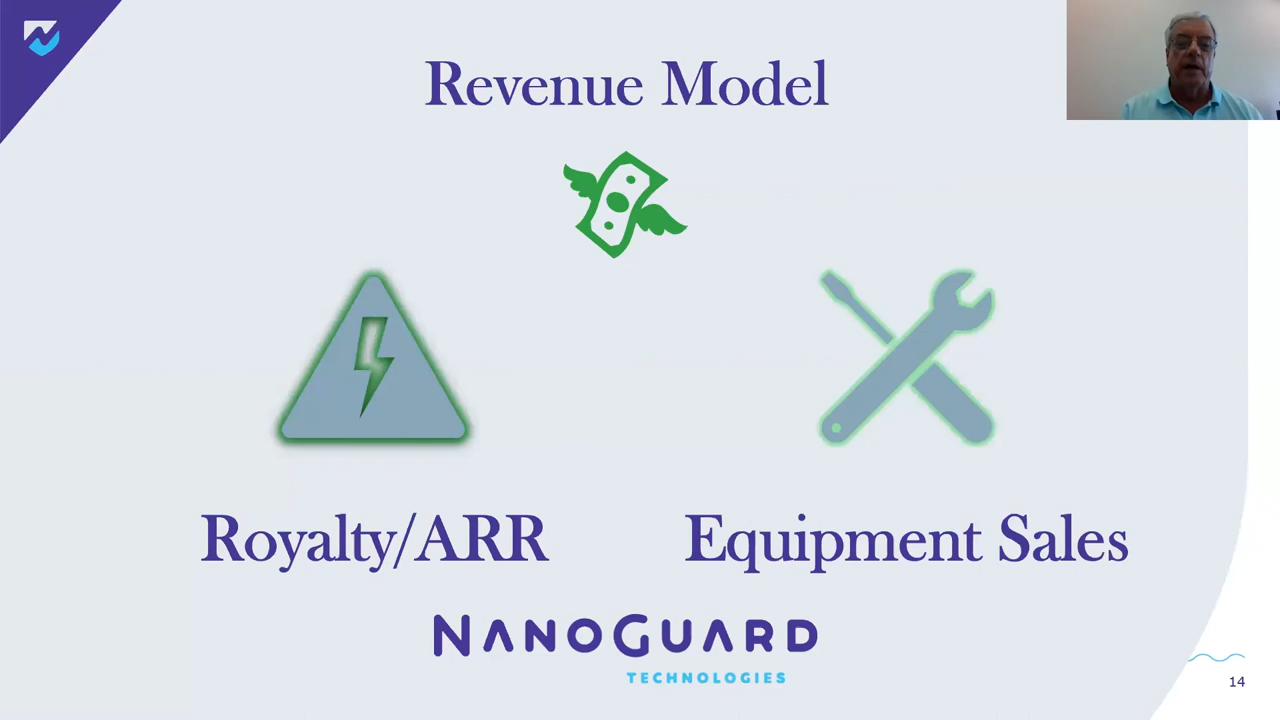 Revenue Model
Royalty/ARR
Equipment Sales
NANOGUARD
TECHNOLOGIES
14